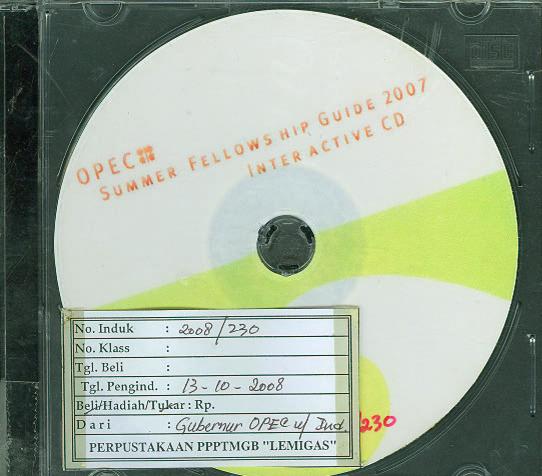 OPEC
SUMMER FELLOWSHIP GUIDE 2007
INTERACTIVE CD
No. Induk : 2008/230
No. Klass :
Tgl. Beli :
Tgl. Pengind. : 13-10-2008
Beli/Hadiah/Tukar : Rp.
Dari : Gubernur OPEC u/ Ind.
/230
PERPUSTAKAAN PPPTMGB "LEMIGAS"